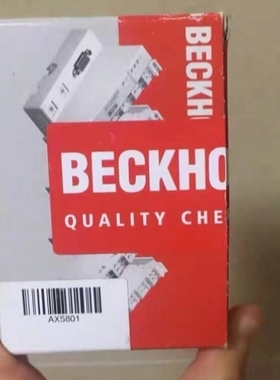 BECKH
BECKHO
QUALITY CHE
AX5801